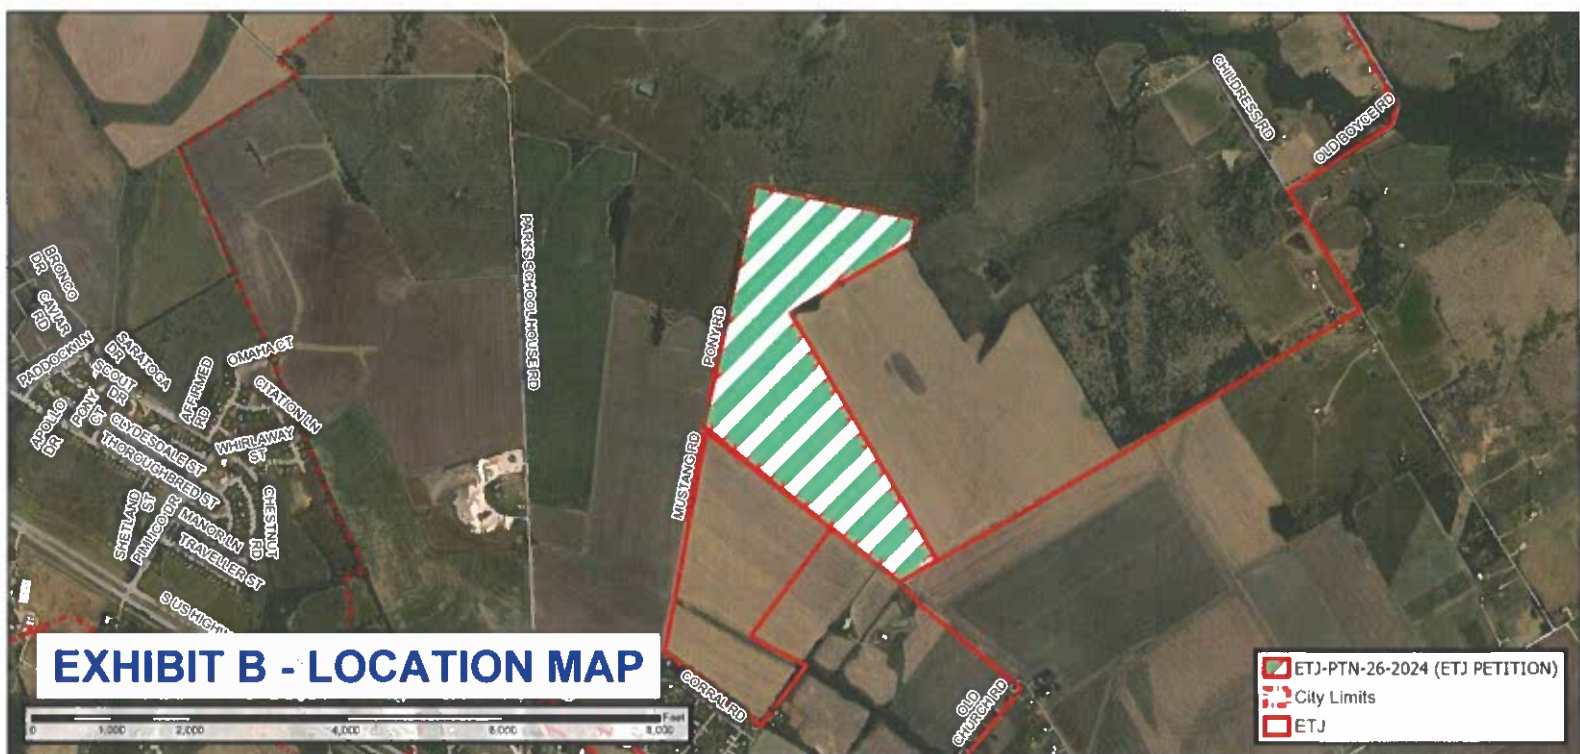 CHILDRESS RD
OLD BOYCE RD
PARKS SCHOOL HOUSE RD
BRONCO
DR
CAVIAR
RD
PADDOCK LN
SARATOGA
DR
SCOUT
DR
OMAHA CT
AFFIRMED
RD
CITATION LN
PONY RD
APOLLO
DR
PONY
CT
CLYDESDALE ST
THOROUGHBRED ST
WHIRLAWAY
ST
MUSTANG RD
SHETLAND
ST
PIMLICO DR
MANOR LN
CHESTNUT
RD
TRAVELLER ST
S US HIGHW
EXHIBIT B - LOCATION MAP
CORRAL RD
OLD
CHURCH RD
ETJ-PTN-26-2024 (ETJ PETITION)
City Limits
ETJ
Feet
0 1,000 2,000 4,000 6,000 8,000